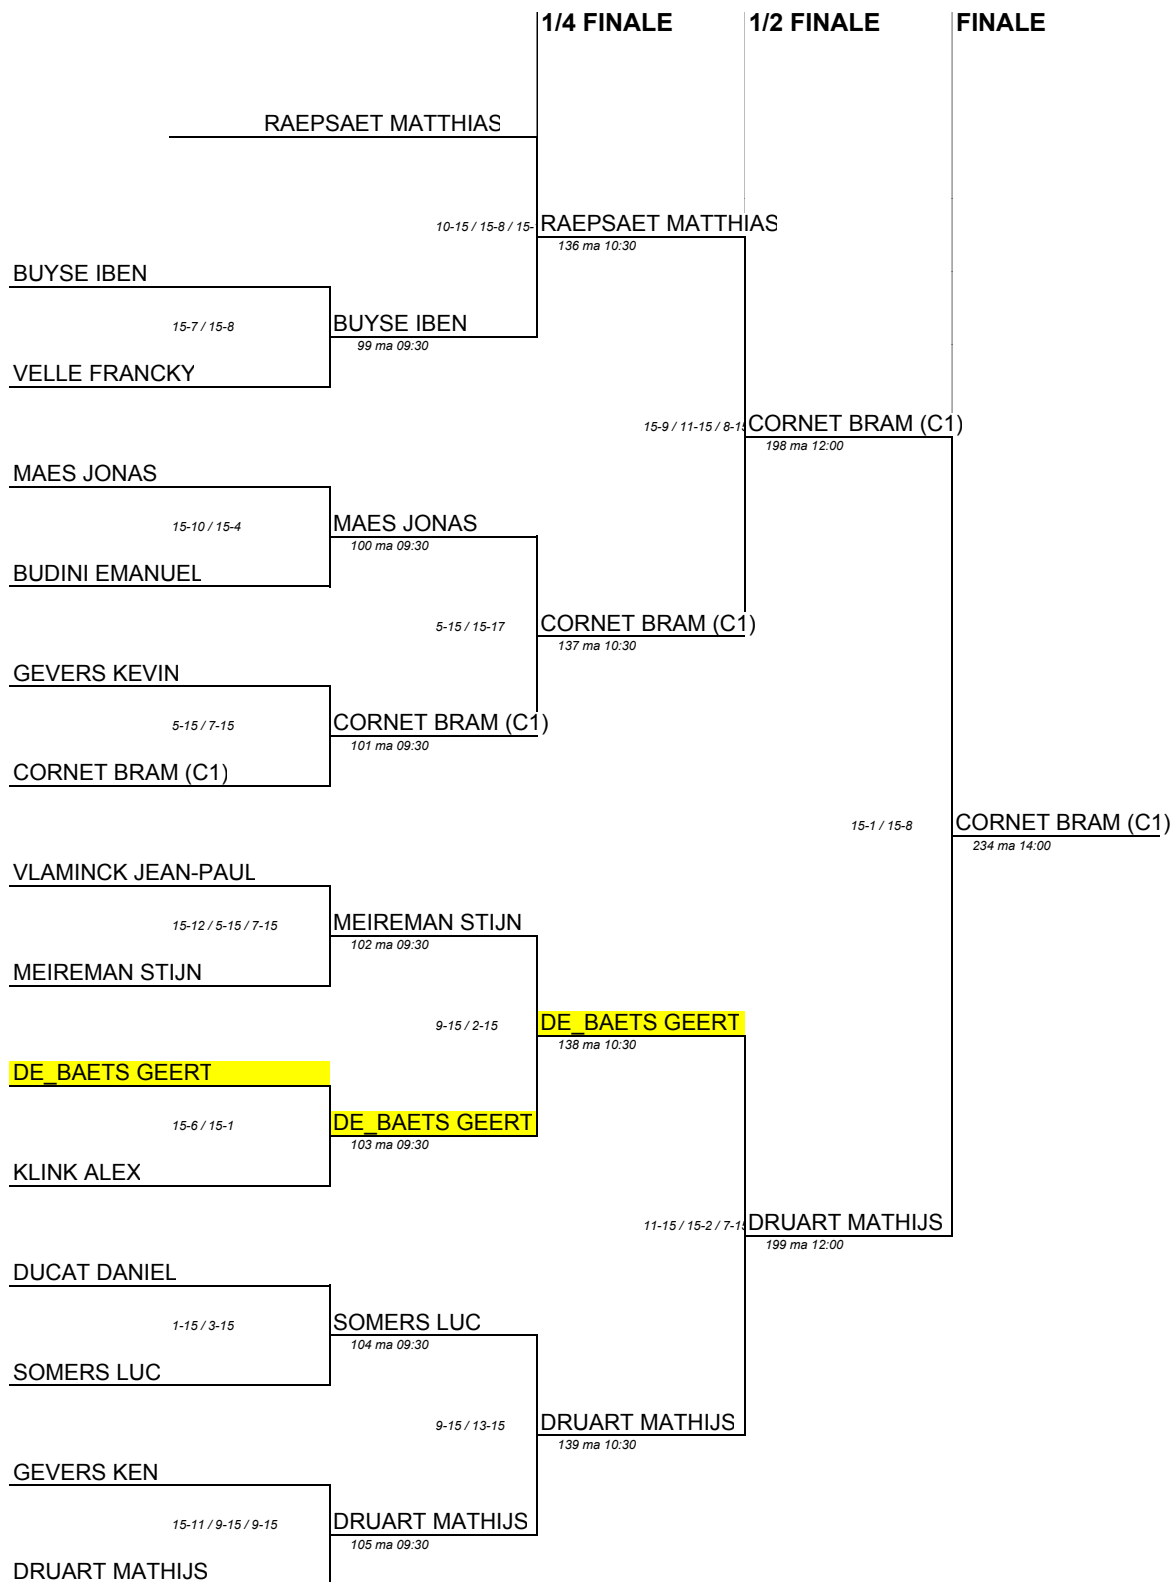 1/4 FINALE 1/2 FINALE FINALE
RAEPSAET MATTHIAS
10-15 / 15-8 / 15- RAEPSAET MATTHIAS
136 ma 10:30
BUYSE IBEN
15-7 / 15-8 BUYSE IBEN
99 ma 09:30
VELLE FRANCKY
15-9 / 11-15 / 8-15 CORNET BRAM (C1)
198 ma 12:00
MAES JONAS
15-10 / 15-4 MAES JONAS
100 ma 09:30
BUDINI EMANUEL
5-15 / 15-17 CORNET BRAM (C1)
137 ma 10:30
GEVERS KEVIN
5-15 / 7-15 CORNET BRAM (C1)
101 ma 09:30
CORNET BRAM (C1)
15-1 / 15-8 CORNET BRAM (C1)
234 ma 14:00
VLAMINCK JEAN-PAUL
15-12 / 5-15 / 7-15 MEIREMAN STIJN
102 ma 09:30
MEIREMAN STIJN
9-15 / 2-15 DE_BAETS GEERT
138 ma 10:30
DE_BAETS GEERT
15-6 / 15-1 DE_BAETS GEERT
103 ma 09:30
KLINK ALEX
11-15 / 15-2 / 7-15 DRUART MATHIJS
199 ma 12:00
DUCAT DANIEL
1-15 / 3-15 SOMERS LUC
104 ma 09:30
SOMERS LUC
9-15 / 13-15 DRUART MATHIJS
139 ma 10:30
GEVERS KEN
15-11 / 9-15 / 9-15 DRUART MATHIJS
105 ma 09:30
DRUART MATHIJS